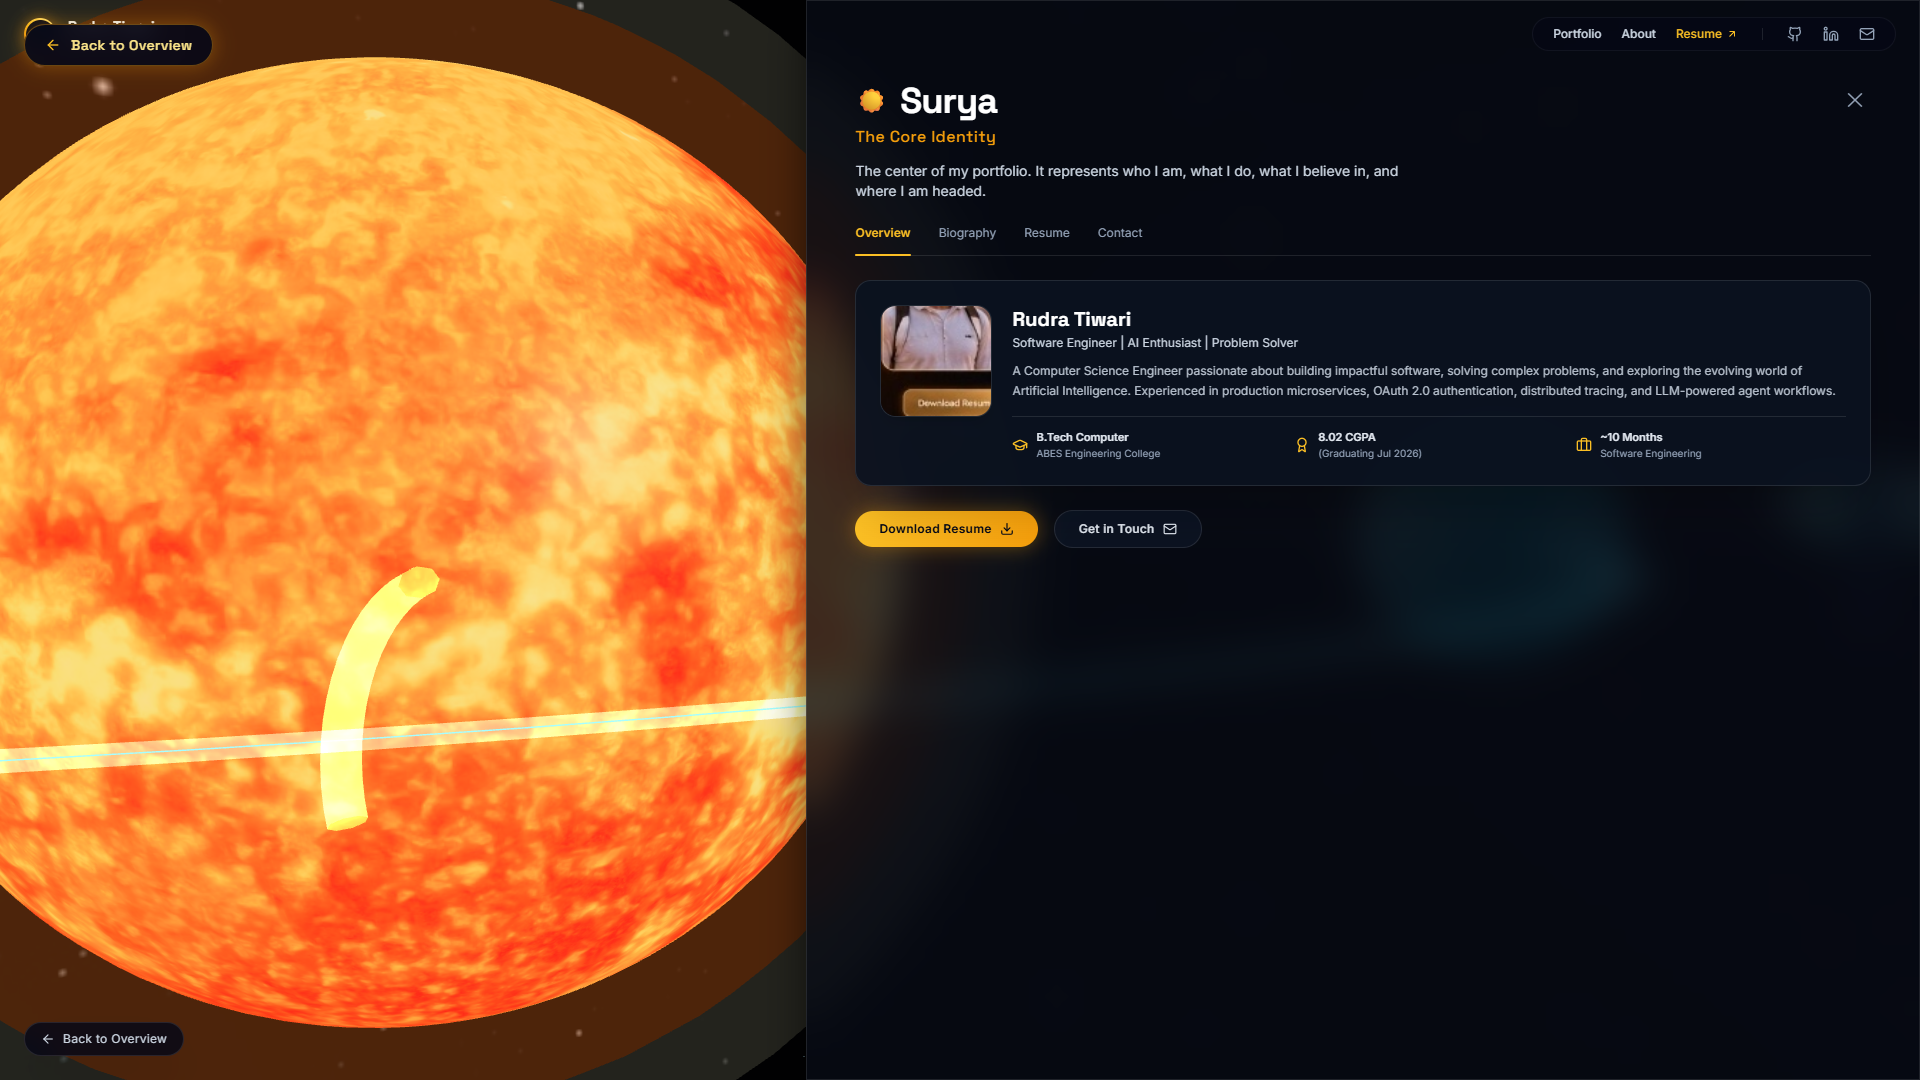 Back to Overview
Portfolio
About
Resume
Surya
The Core Identity
The center of my portfolio. It represents who I am, what I do, what I believe in, and
where I am headed.
Overview
Biography
Resume
Contact
Rudra Tiwari
Software Engineer | AI Enthusiast | Problem Solver
A Computer Science Engineer passionate about building impactful software, solving complex problems, and exploring the evolving world of
Artificial Intelligence. Experienced in production microservices, OAuth 2.0 authentication, distributed tracing, and LLM-powered agent workflows.
Download
B.Tech Computer
ABES Engineering College
8.02 CGPA
(Graduating Jul 2026)
~10 Months
Software Engineering
Download Resume
Get in Touch
Back to Overview